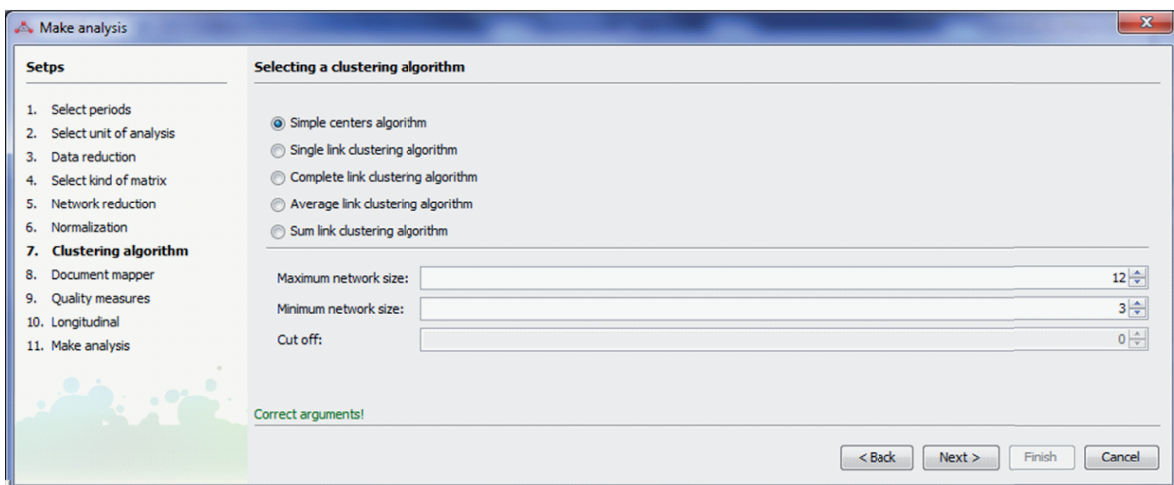 Make analysis
Setps
1. Select periods
2. Select unit of analysis
3. Data reduction
4. Select kind of matrix
5. Network reduction
6. Normalization
7. Clustering algorithm
8. Document mapper
9. Quality measures
10. Longitudinal
11. Make analysis
Selecting a clustering algorithm
Simple centers algorithm
Single link clustering algorithm
Complete link clustering algorithm
Average link clustering algorithm
Sum link clustering algorithm
Maximum network size: 12
Minimum network size: 3
Cut off: 0
Correct arguments!
< Back Next > Finish Cancel